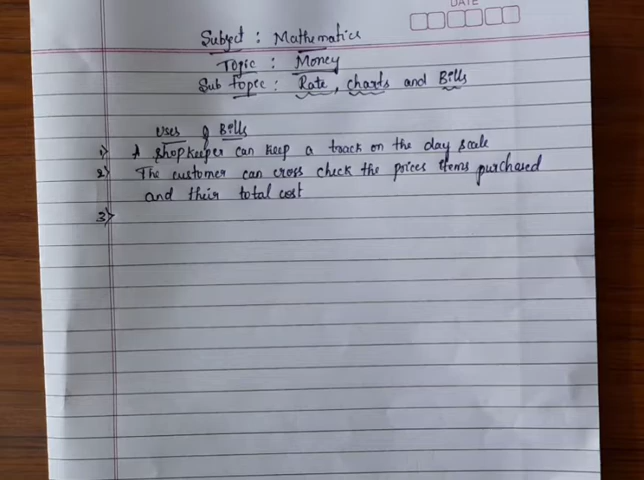 DATE
Subject : Mathematics
Topic : Money
Sub Topic : Rate, charts and Bills
Uses of Bills
1) A shopkeeper can keep a track on the day scale
2) The customer can cross check the prices items purchased
and their total cost
3)